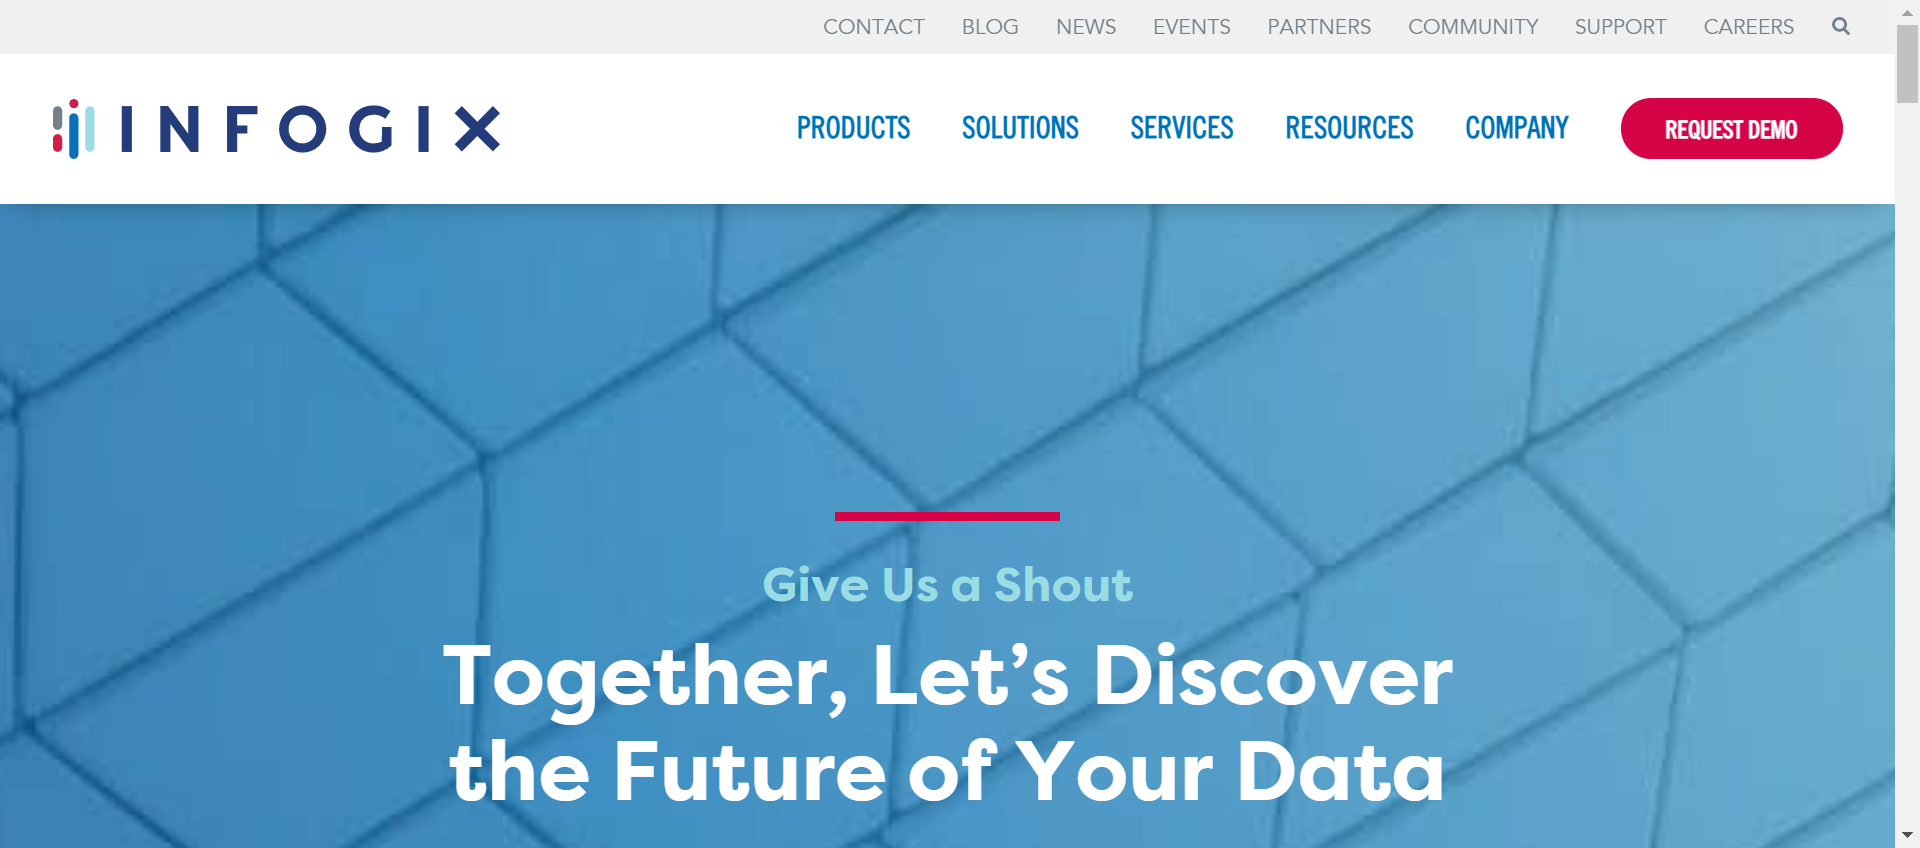 CONTACT BLOG NEWS EVENTS PARTNERS COMMUNITY SUPPORT CAREERS
INFOGIX
PRODUCTS SOLUTIONS SERVICES RESOURCES COMPANY REQUEST DEMO
Give Us a Shout
Together, Let’s Discover
the Future of Your Data